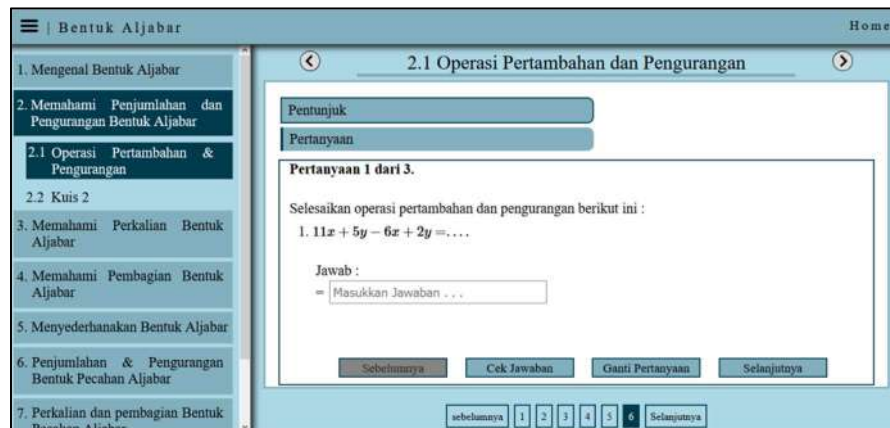 | Bentuk Aljabar
Home
1. Mengenal Bentuk Aljabar
2. Memahami Penjumlahan dan
Pengurangan Bentuk Aljabar
2.1 Operasi Pertambahan &
Pengurangan
2.2 Kuis 2
3. Memahami Perkalian Bentuk
Aljabar
4. Memahami Pembagian Bentuk
Aljabar
5. Menyederhanakan Bentuk Aljabar
6. Penjumlahan & Pengurangan
Bentuk Pecahan Aljabar
7. Perkalian dan pembagian Bentuk
Pecahan Aljabar
2.1 Operasi Pertambahan dan Pengurangan
Pentunjuk
Pertanyaan
Pertanyaan 1 dari 3.
Selesaikan operasi pertambahan dan pengurangan berikut ini :
1. 11x + 5y − 6x + 2y = . . . .
Jawab :
= Masukkan Jawaban . . .
Sebelumnya Cek Jawaban Ganti Pertanyaan Selanjutnya
sebelumnya 1 2 3 4 5 6 Selanjutnya